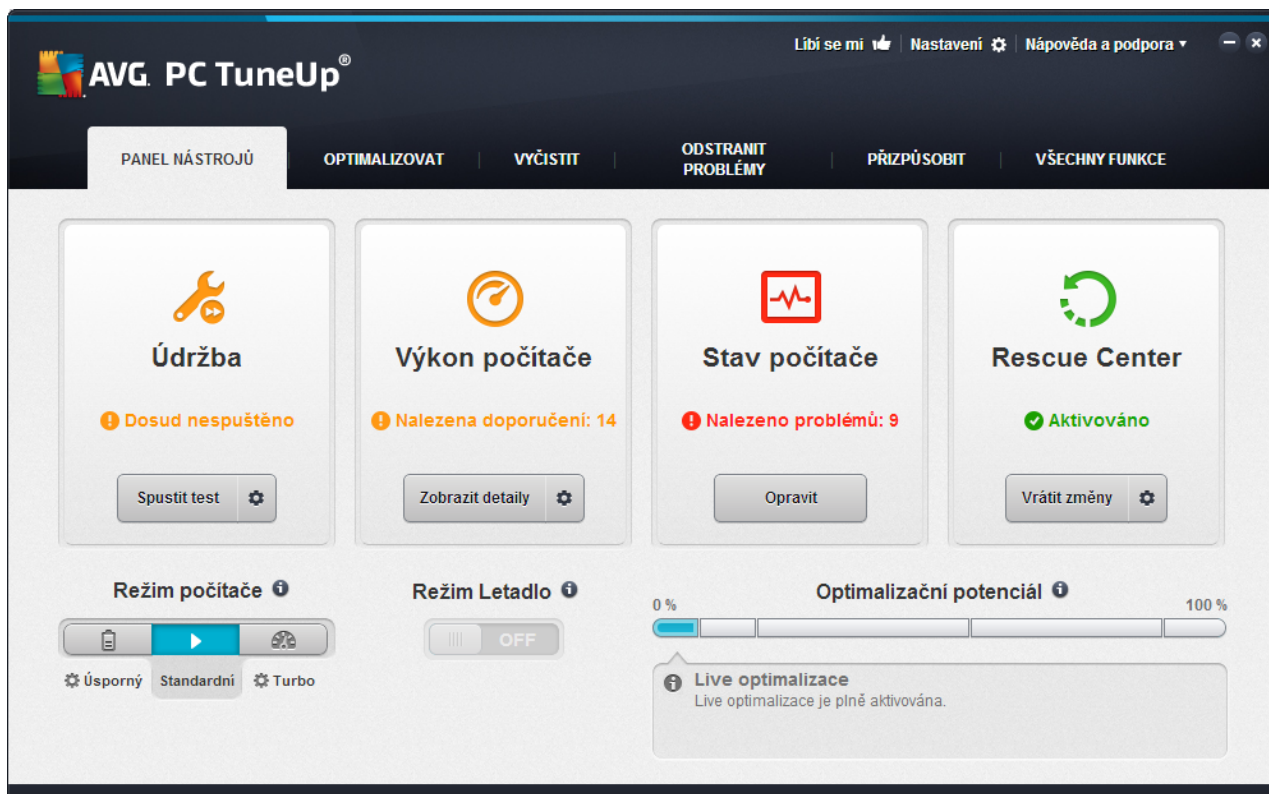 Líbí se mi
Nastavení
Nápověda a podpora
AVG. PC TuneUp®
PANEL NÁSTROJŮ
OPTIMALIZOVAT
VYČISTIT
ODSTRANIT
PROBLÉMY
PŘIZPŮSOBIT
VŠECHNY FUNKCE
Údržba
Dosud nespuštěno
Spustit test
Výkon počítače
Nalezena doporučení: 14
Zobrazit detaily
Stav počítače
Nalezeno problémů: 9
Opravit
Rescue Center
Aktivováno
Vrátit změny
Režim počítače
Úsporný
Standardní
Turbo
Režim Letadlo
OFF
Optimalizační potenciál
0 %
100 %
Live optimalizace
Live optimalizace je plně aktivována.